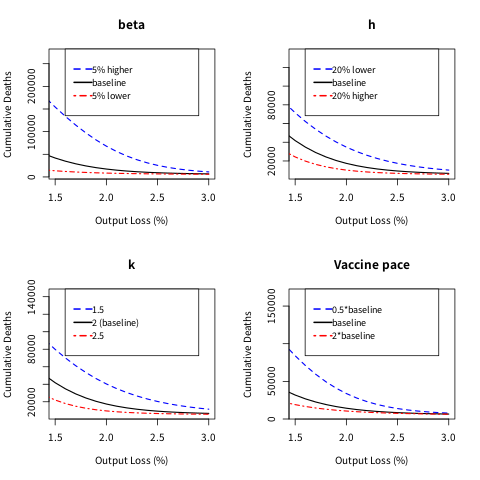 beta
Cumulative Deaths
0 100000 200000
5% higher
baseline
5% lower
1.5 2.0 2.5 3.0
Output Loss (%)
h
Cumulative Deaths
20000 80000
20% lower
baseline
20% higher
1.5 2.0 2.5 3.0
Output Loss (%)
k
Cumulative Deaths
20000 80000 140000
1.5
2 (baseline)
2.5
1.5 2.0 2.5 3.0
Output Loss (%)
Vaccine pace
Cumulative Deaths
0 50000 150000
0.5*baseline
baseline
2*baseline
1.5 2.0 2.5 3.0
Output Loss (%)